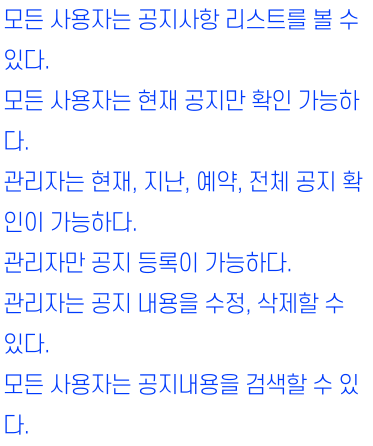 모든 사용자는 공지사항 리스트를 볼 수
있다.
모든 사용자는 현재 공지만 확인 가능하
다.
관리자는 현재, 지난, 예약, 전체 공지 확
인이 가능하다.
관리자만 공지 등록이 가능하다.
관리자는 공지 내용을 수정, 삭제할 수
있다.
모든 사용자는 공지내용을 검색할 수 있
다.